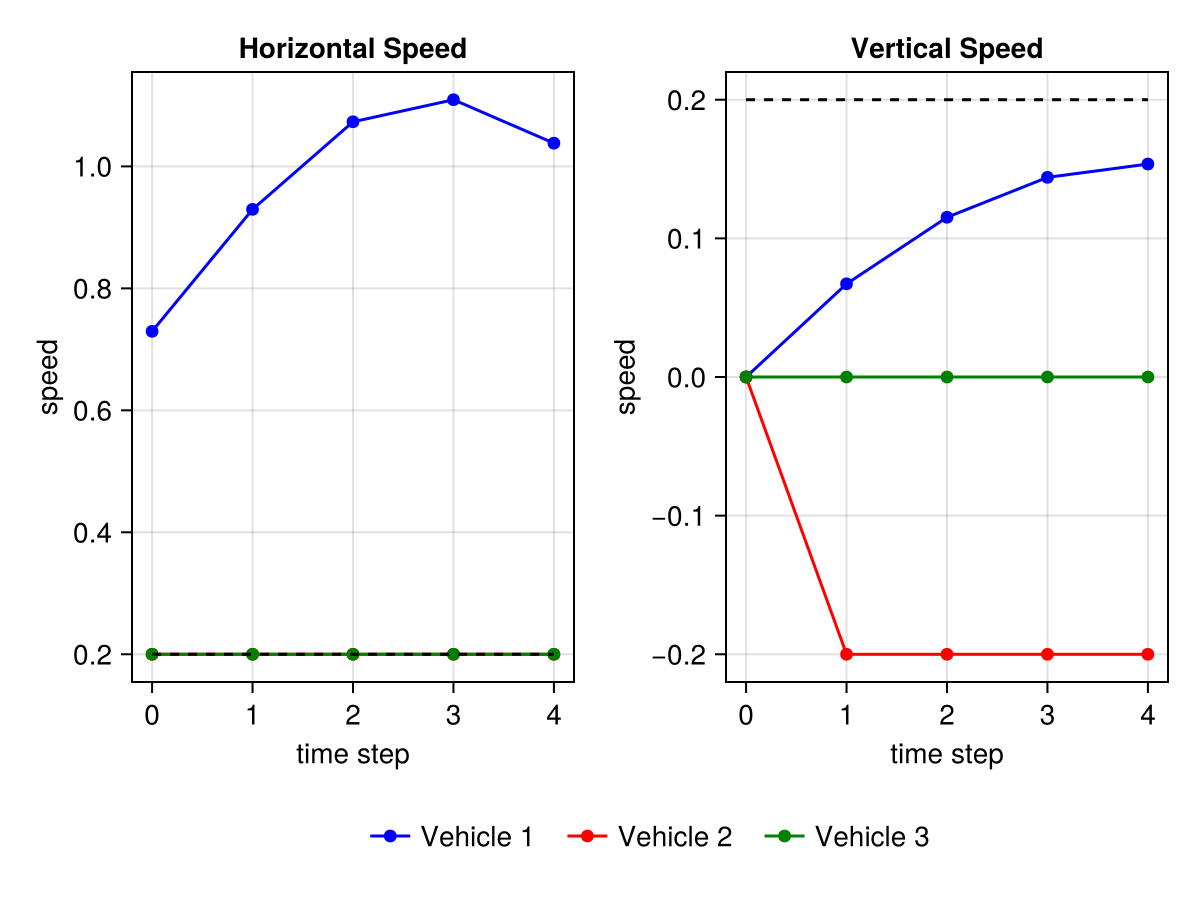 Horizontal Speed
speed
1.0
0.8
0.6
0.4
0.2
0 1 2 3 4
time step
Vertical Speed
speed
0.2
0.1
0.0
−0.1
−0.2
0 1 2 3 4
time step
Vehicle 1 Vehicle 2 Vehicle 3